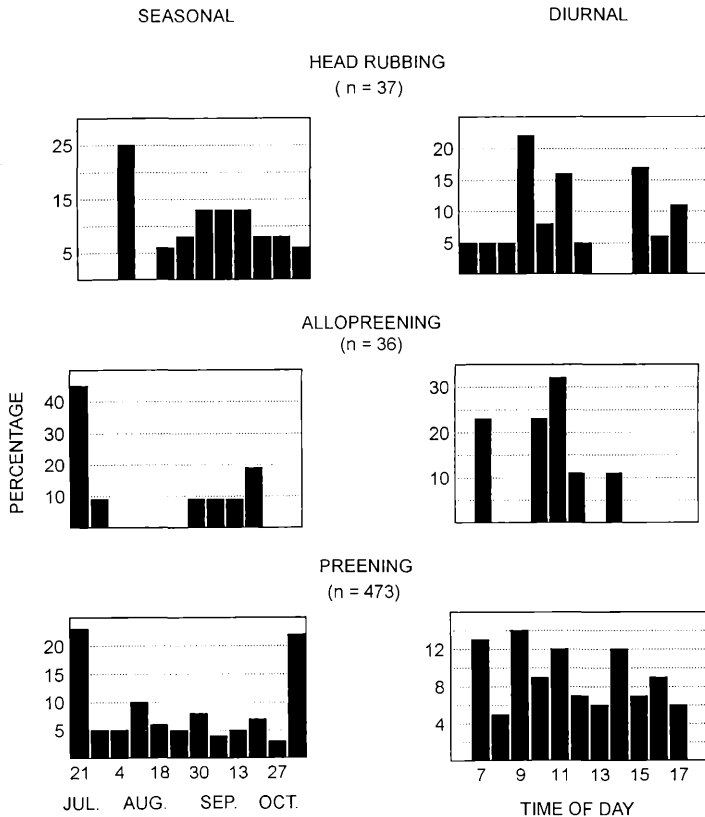 SEASONAL DIURNAL
HEAD RUBBING
( n = 37)
25
15
5
20
15
10
5
ALLOPREENING
(n = 36)
PERCENTAGE
40
30
20
10
30
20
10
PREENING
(n = 473)
20
15
10
5
12
8
4
21 4 18 30 13 27
JUL. AUG. SEP. OCT.
7 9 11 13 15 17
TIME OF DAY